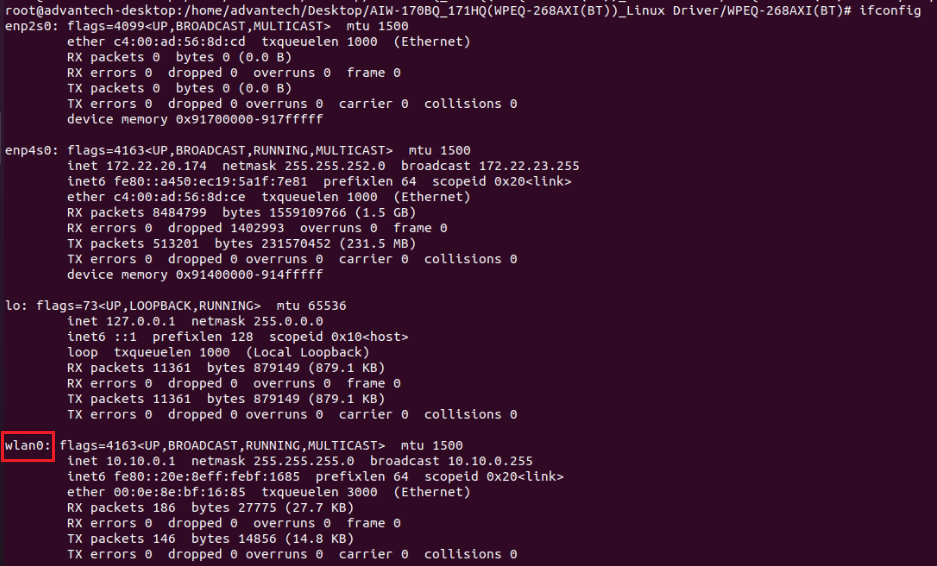 root@advantech-desktop:/home/advantech/Desktop/AIW-170BQ_171HQ(WPEQ-268AXI(BT))_Linux Driver/WPEQ-268AXI(BT)# ifconfig
enp2s0: flags=4099<UP,BROADCAST,MULTICAST>  mtu 1500
        ether c4:00:ad:56:8d:cd  txqueuelen 1000  (Ethernet)
        RX packets 0  bytes 0 (0.0 B)
        RX errors 0  dropped 0  overruns 0  frame 0
        TX packets 0  bytes 0 (0.0 B)
        TX errors 0  dropped 0 overruns 0  carrier 0  collisions 0
        device memory 0x91700000-917fffff
enp4s0: flags=4163<UP,BROADCAST,RUNNING,MULTICAST>  mtu 1500
        inet 172.22.20.174  netmask 255.255.252.0  broadcast 172.22.23.255
        inet6 fe80::a450:ec19:5a1f:7e81  prefixlen 64  scopeid 0x20<link>
        ether c4:00:ad:56:8d:ce  txqueuelen 1000  (Ethernet)
        RX packets 8484799  bytes 1559109766 (1.5 GB)
        RX errors 0  dropped 1402993  overruns 0  frame 0
        TX packets 513201  bytes 231570452 (231.5 MB)
        TX errors 0  dropped 0 overruns 0  carrier 0  collisions 0
        device memory 0x91400000-914fffff
lo: flags=73<UP,LOOPBACK,RUNNING>  mtu 65536
        inet 127.0.0.1  netmask 255.0.0.0
        inet6 ::1  prefixlen 128  scopeid 0x10<host>
        loop  txqueuelen 1000  (Local Loopback)
        RX packets 11361  bytes 879149 (879.1 KB)
        RX errors 0  dropped 0  overruns 0  frame 0
        TX packets 11361  bytes 879149 (879.1 KB)
        TX errors 0  dropped 0 overruns 0  carrier 0  collisions 0
wlan0: flags=4163<UP,BROADCAST,RUNNING,MULTICAST>  mtu 1500
        inet 10.10.0.1  netmask 255.255.255.0  broadcast 10.10.0.255
        inet6 fe80::20e:8eff:febf:1685  prefixlen 64  scopeid 0x20<link>
        ether 00:0e:8e:bf:16:85  txqueuelen 3000  (Ethernet)
        RX packets 186  bytes 27775 (27.7 KB)
        RX errors 0  dropped 0  overruns 0  frame 0
        TX packets 146  bytes 14856 (14.8 KB)
        TX errors 0  dropped 0 overruns 0  carrier 0  collisions 0